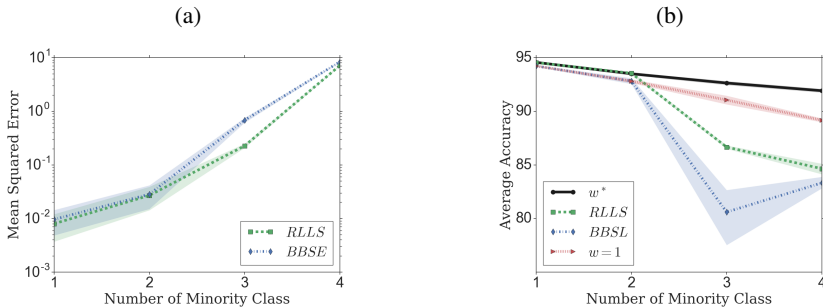 (a)
(b)
10^1
10^0
10^-1
10^-2
10^-3
Mean Squared Error
RLLS
BBSE
1 2 3 4
Number of Minority Class
95
90
85
80
Average Accuracy
w*
RLLS
BBSL
w = 1
1 2 3 4
Number of Minority Class